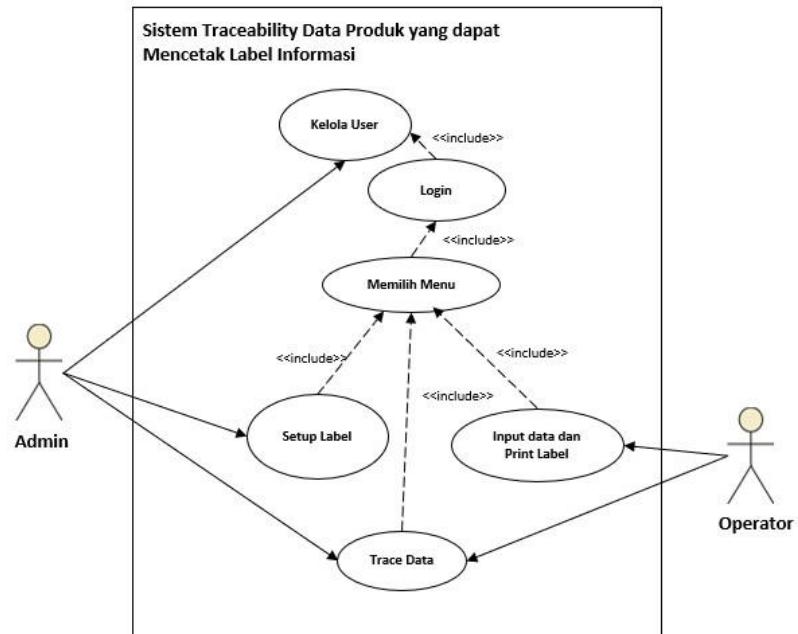 Sistem Traceability Data Produk yang dapat
Mencetak Label Informasi
Kelola User
<<include>>
Login
<<include>>
Memilih Menu
<<include>>
<<include>>
<<include>>
Setup Label
Input data dan
Print Label
Admin
Operator
Trace Data